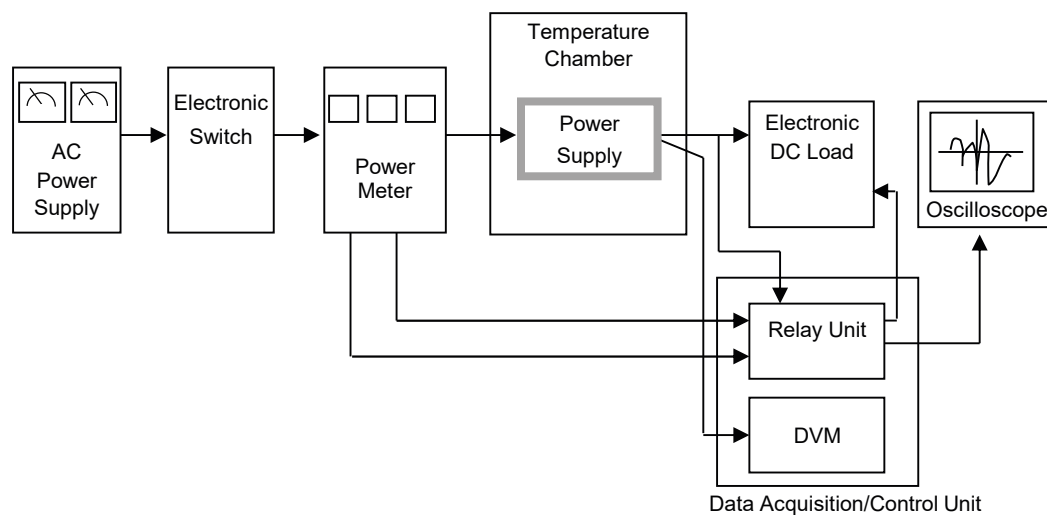 AC
Power
Supply
Electronic
Switch
Power
Meter
Temperature
Chamber
Power
Supply
Electronic
DC Load
Oscilloscope
Relay Unit
DVM
Data Acquisition/Control Unit